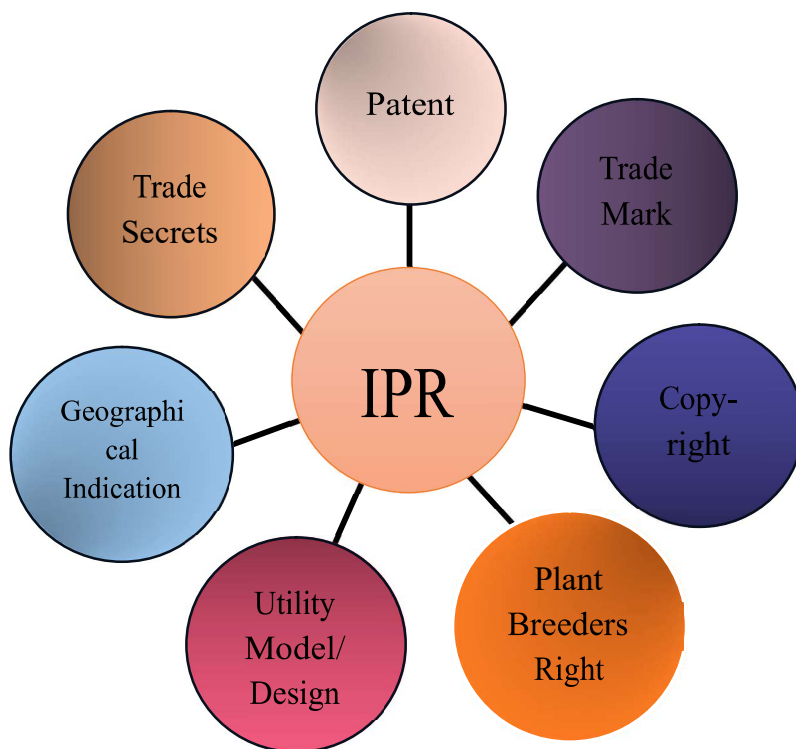 Patent
Trade
Mark
Copy-
right
Plant
Breeders
Right
Utility
Model/
Design
Geographi
cal
Indication
Trade
Secrets
IPR